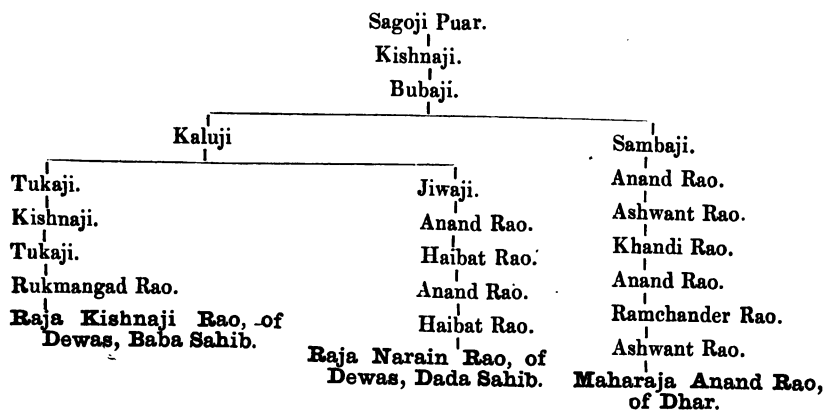 Sagoji Puar.
Kishnaji.
Bubaji.
Kaluji
Sambaji.
Tukaji.
Kishnaji.
Tukaji.
Rukmangad Rao.
Raja Kishnaji Rao, of
Dewas, Baba Sahib.
Jiwaji.
Anand Rao.
Haibat Rao.
Anand Rao.
Haibat Rao.
Raja Narain Rao, of
Dewas, Dada Sahib.
Anand Rao.
Ashwant Rao.
Khandi Rao.
Anand Rao.
Ramchander Rao.
Ashwant Rao.
Maharaja Anand Rao,
of Dhar.